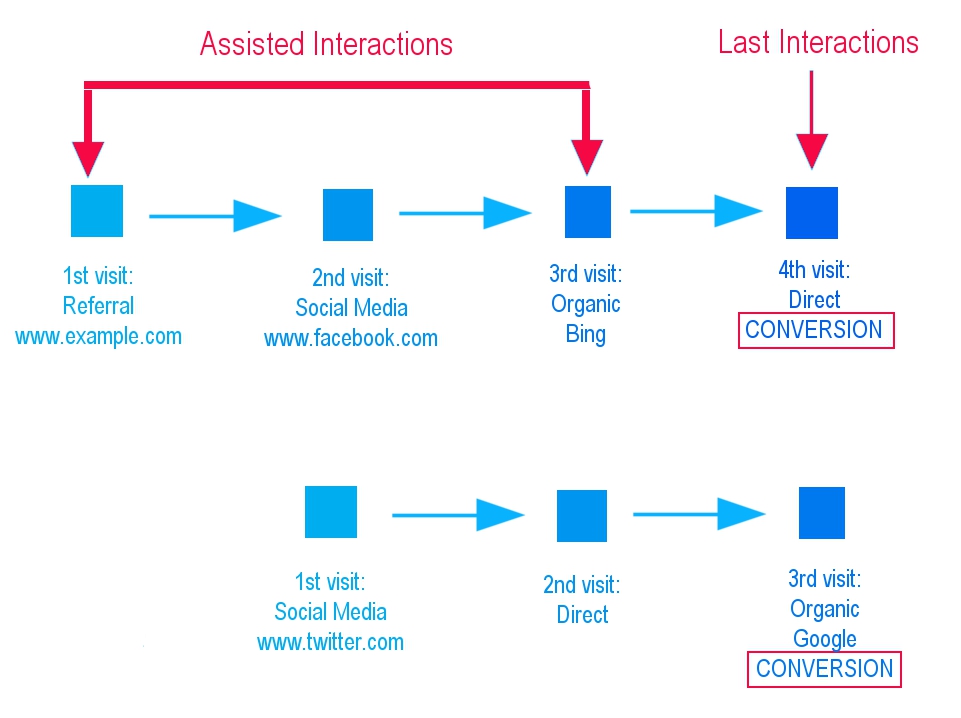 Assisted Interactions
Last Interactions
1st visit:
Referral
www.example.com
2nd visit:
Social Media
www.facebook.com
3rd visit:
Organic
Bing
4th visit:
Direct
CONVERSION
1st visit:
Social Media
www.twitter.com
2nd visit:
Direct
3rd visit:
Organic
Google
CONVERSION